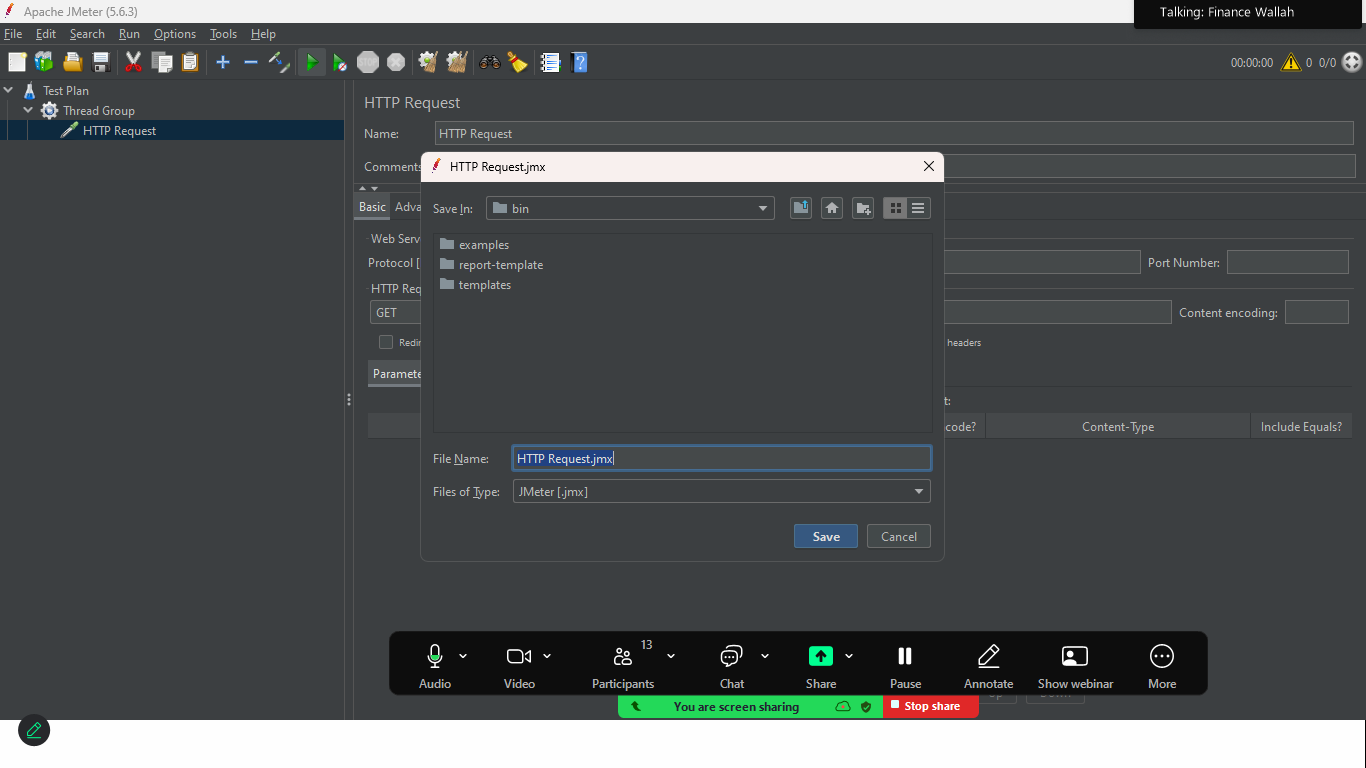 Apache JMeter (5.6.3)
Talking: Finance Wallah
File Edit Search Run Options Tools Help
STOP
00:00:00 0 0/0
Test Plan
Thread Group
HTTP Request
HTTP Request
Name: HTTP Request
Comments
HTTP Request.jmx
Save In: bin
Basic Adva
Web Serv
Protocol [
Port Number:
HTTP Req
GET
Content encoding:
Redir
headers
Paramete
t:
code? Content-Type Include Equals?
examples
report-template
templates
File Name: HTTP Request.jmx
Files of Type: JMeter [.jmx]
Save Cancel
13
Audio Video Participants Chat Share Pause Annotate Show webinar More
You are screen sharing Stop share